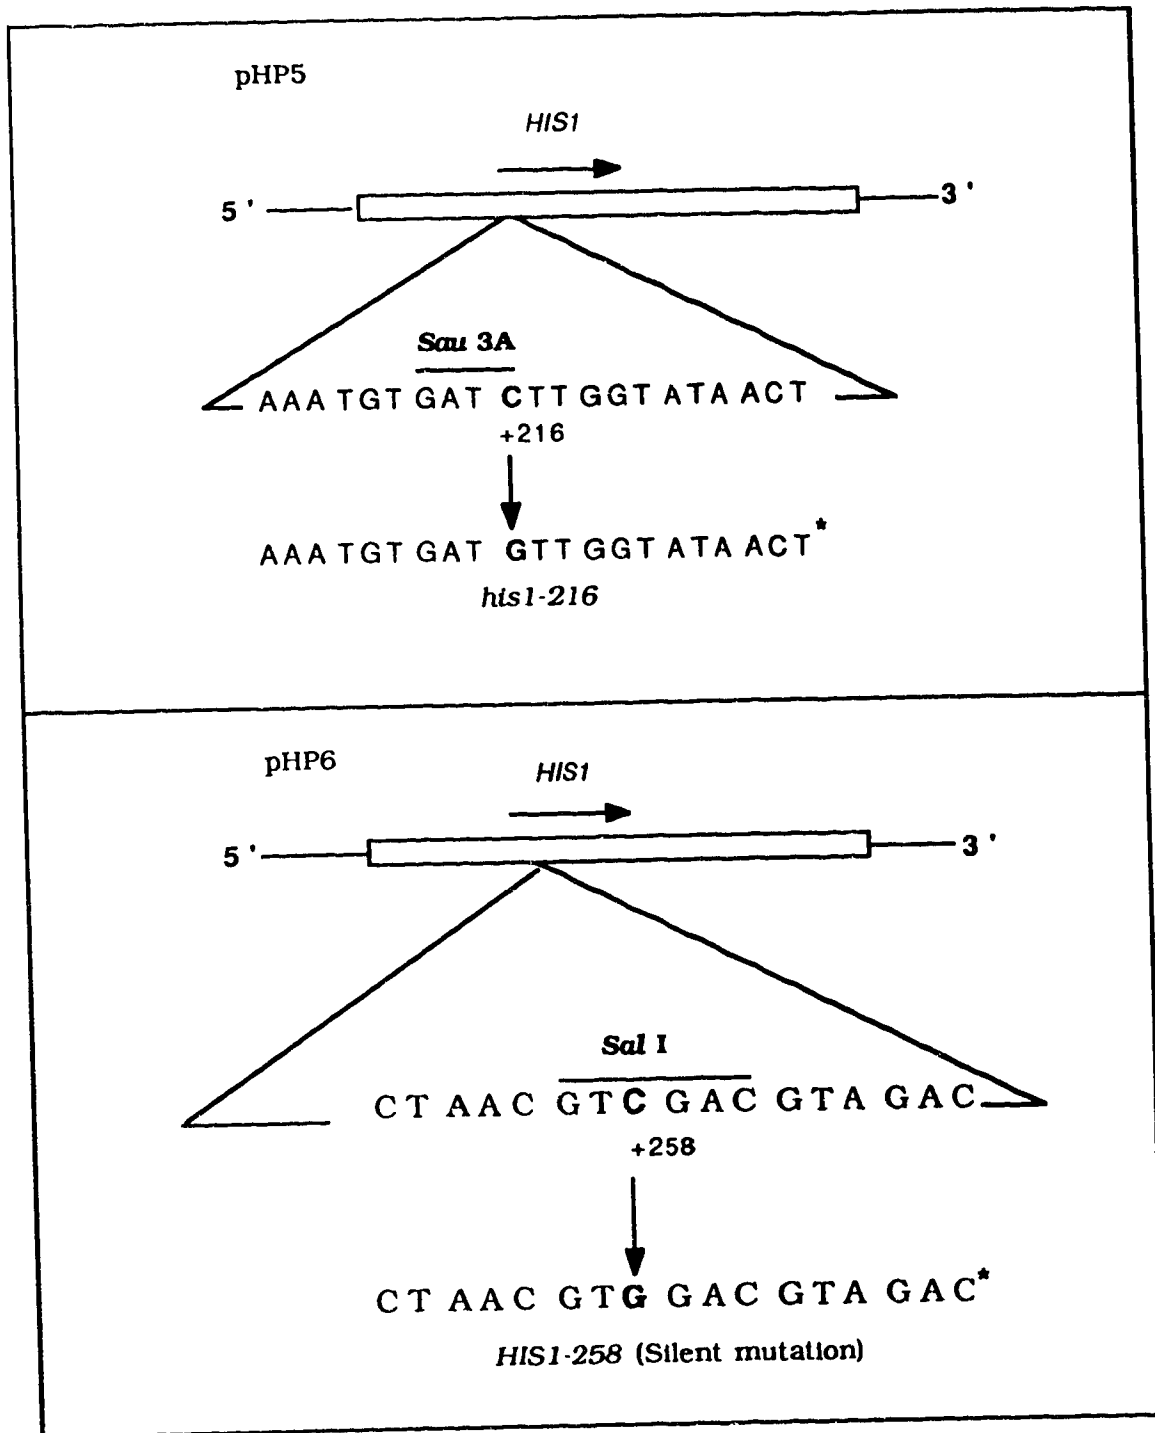 pHP5
HIS1
5 '
3 '
Sau 3A
AAA TGT GAT CTT GGT ATA ACT
+216
AAA TGT GAT GTT GGT ATA ACT*
his1-216
pHP6
HIS1
5 '
3 '
Sal I
CT AAC GTC GAC GTA GAC
+258
CT AAC GTG GAC GTA GAC*
HIS1-258 (Silent mutation)